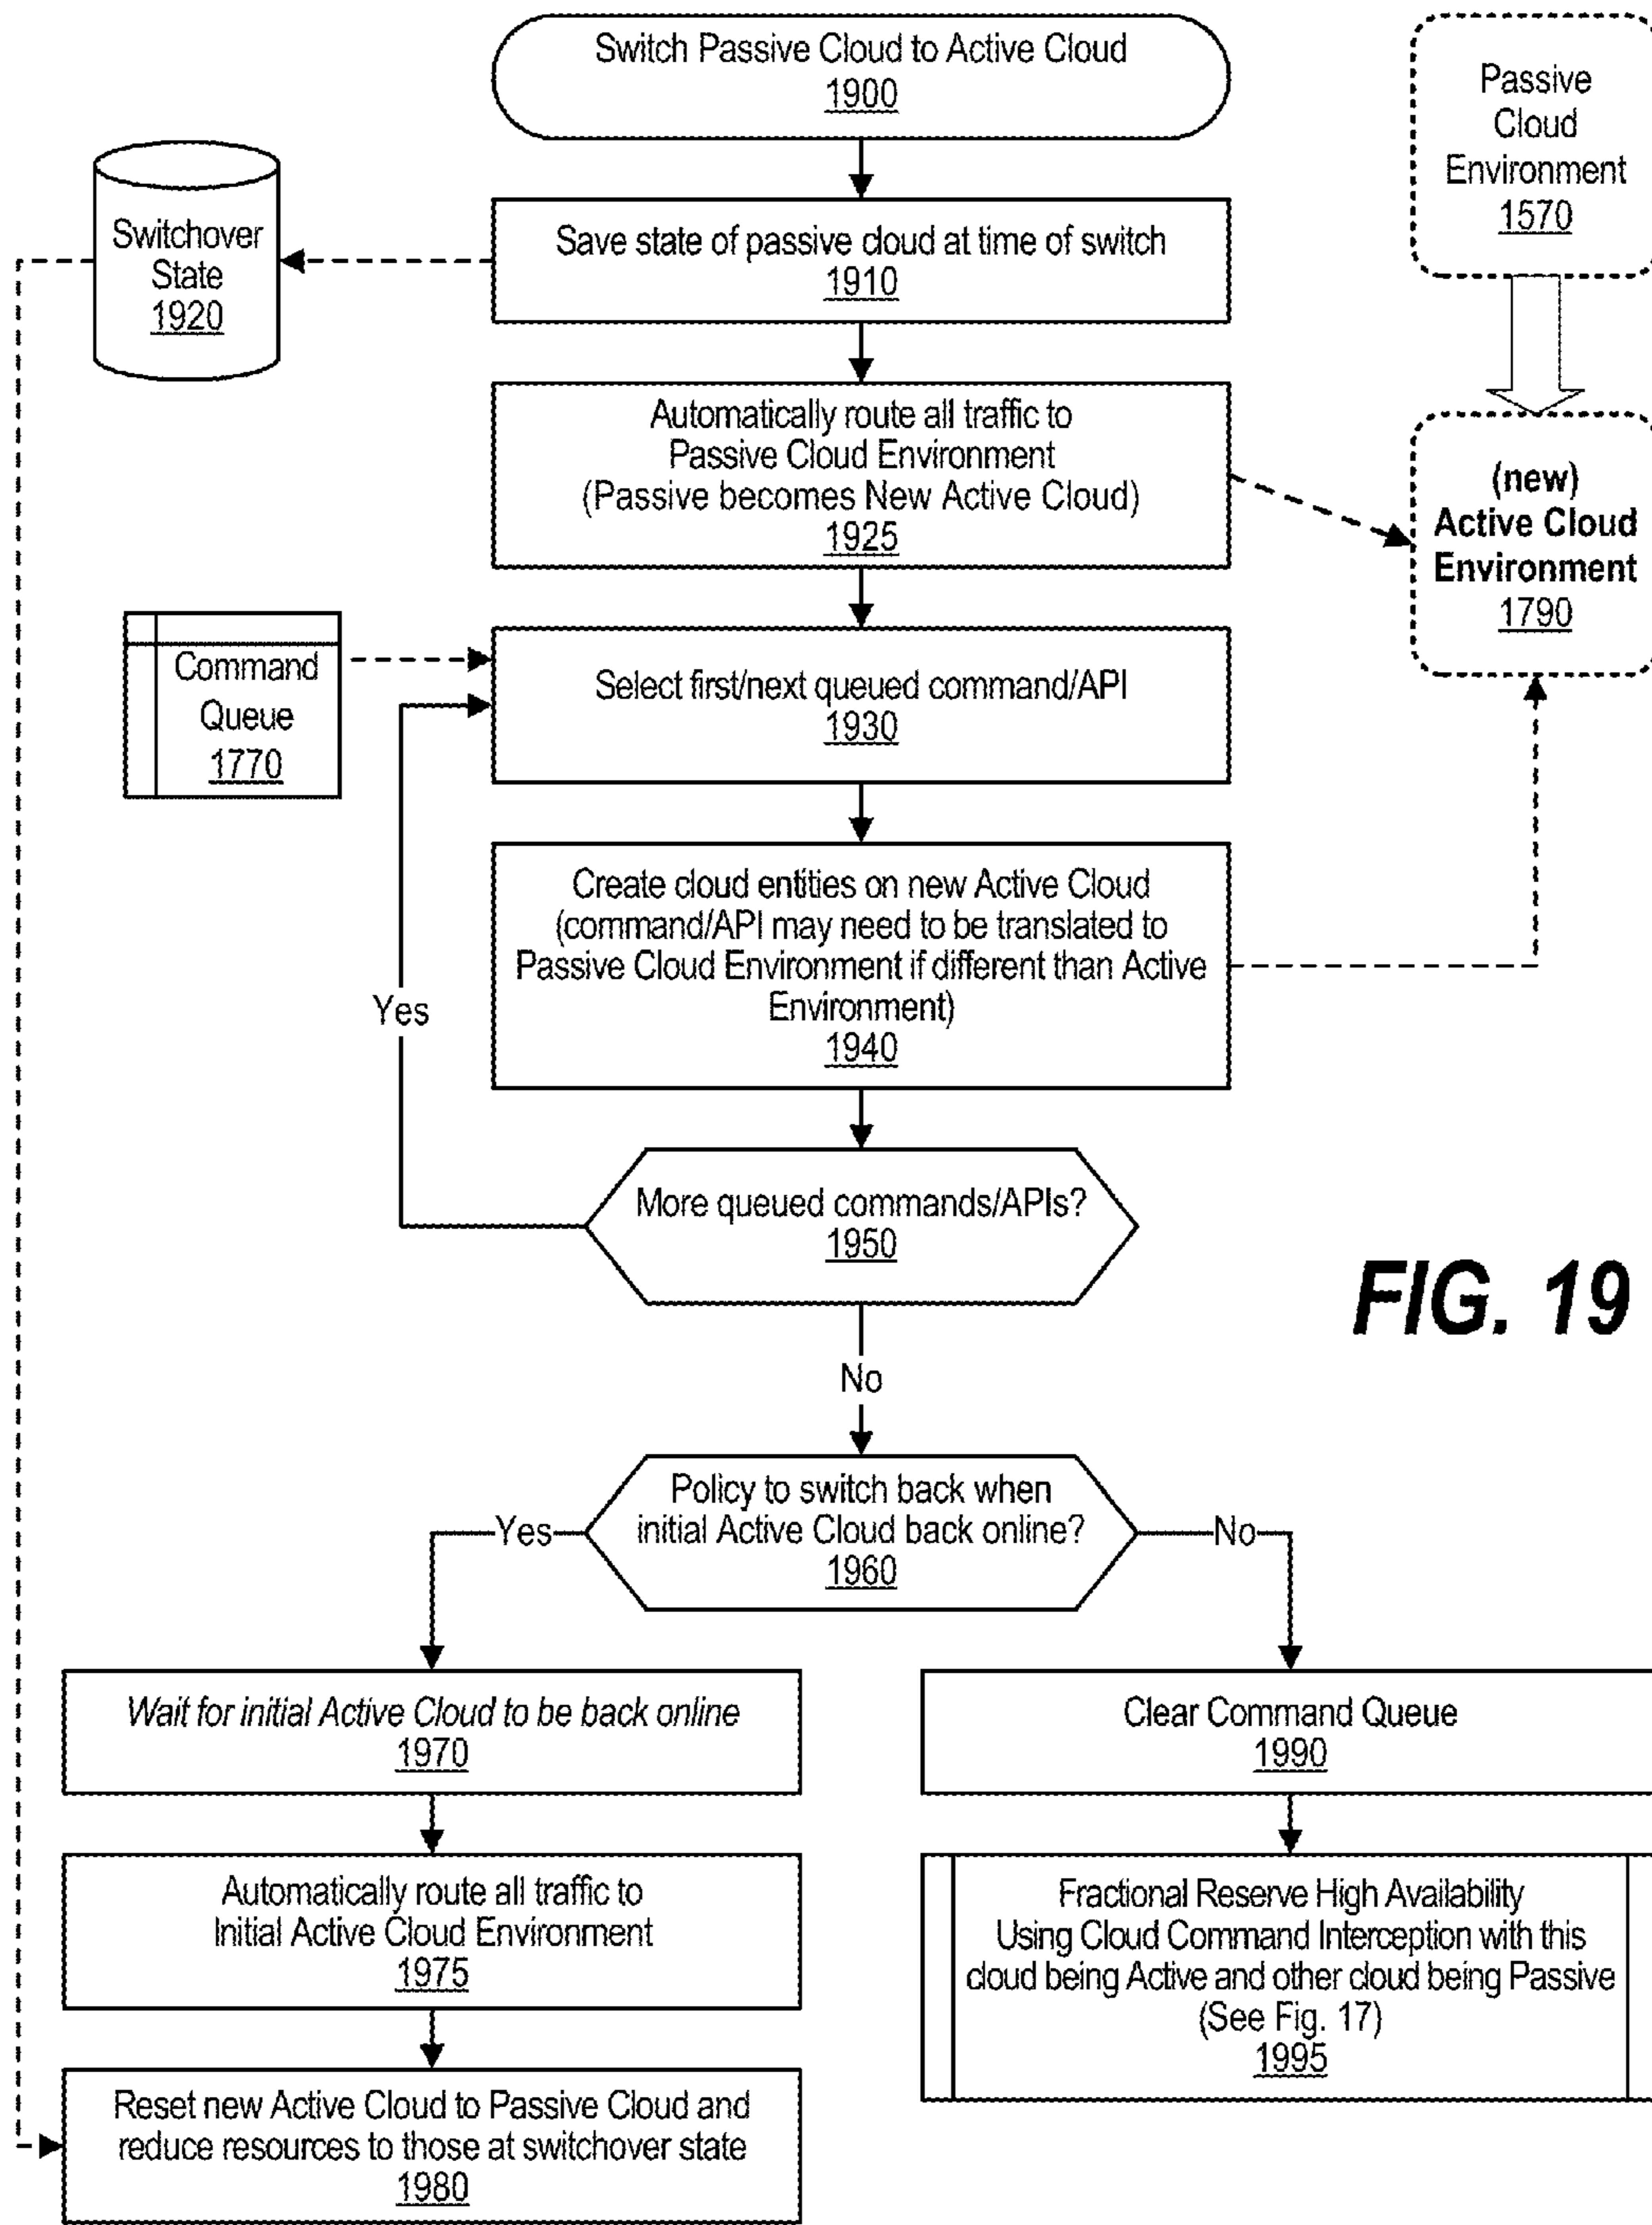 Switch Passive Cloud to Active Cloud
1900
Passive
Cloud
Environment
1570
Switchover
State
1920
Save state of passive cloud at time of switch
1910
Automatically route all traffic to
Passive Cloud Environment
(Passive becomes New Active Cloud)
1925
(new)
Active Cloud
Environment
1790
Command
Queue
1770
Select first/next queued command/API
1930
Create cloud entities on new Active Cloud
(command/API may need to be translated to
Passive Cloud Environment if different than Active
Environment)
1940
Yes
More queued commands/APIs?
1950
FIG. 19
No
Policy to switch back when
initial Active Cloud back online?
1960
Yes
No
Wait for initial Active Cloud to be back online
1970
Clear Command Queue
1990
Automatically route all traffic to
Initial Active Cloud Environment
1975
Fractional Reserve High Availability
Using Cloud Command Interception with this
cloud being Active and other cloud being Passive
(See Fig. 17)
1995
Reset new Active Cloud to Passive Cloud and
reduce resources to those at switchover state
1980